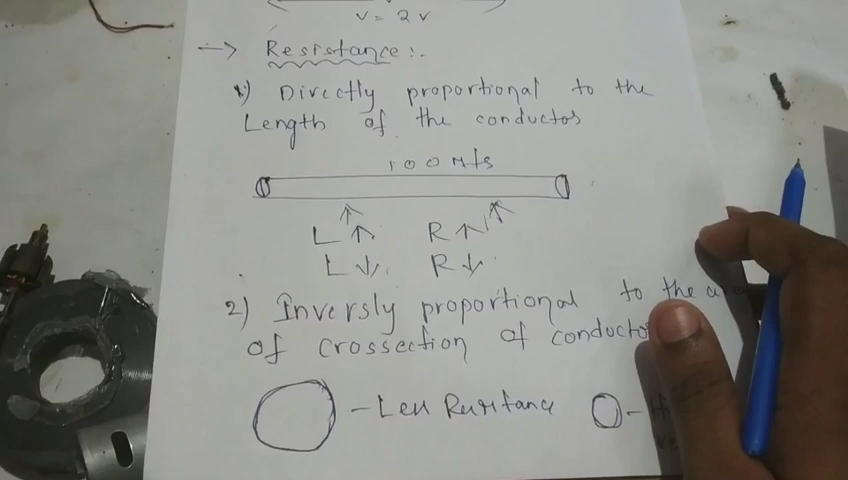 V = 2 V
→ Resistance :-
1) Directly proportional to the
Length of the conductor
100 Mts
L ↑ R ↑
L ↓ R ↓
2) Inversly proportional to the
of crossection of conductor
- Less Resistance